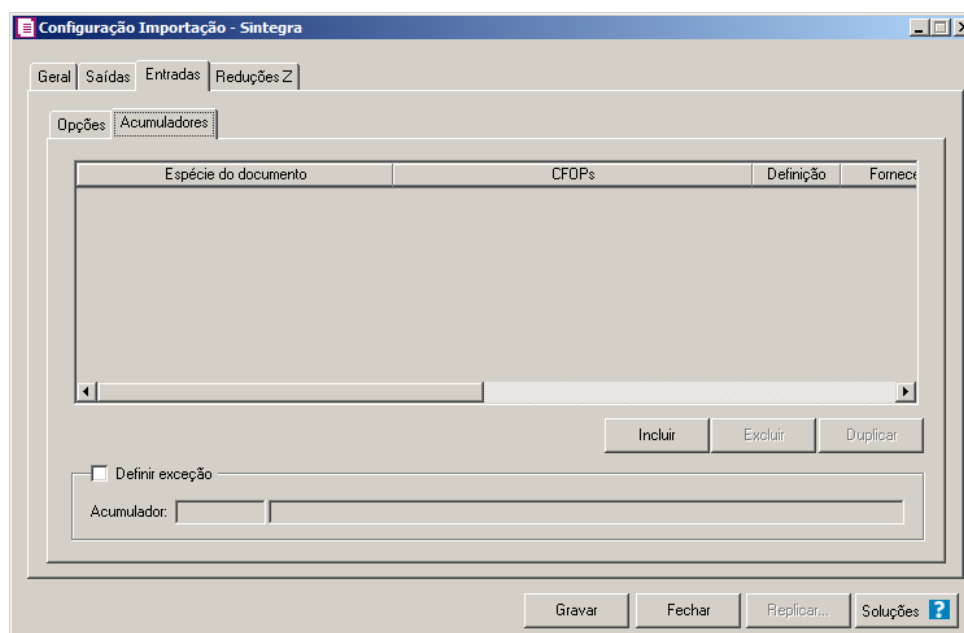 Configuração Importação - Sintegra
Geral Saídas Entradas Reduções Z
Opções Acumuladores
Espécie do documento CFOPs Definição Fornece
Incluir Excluir Duplicar
Definir exceção
Acumulador:
Gravar Fechar Replicar... Soluções ?